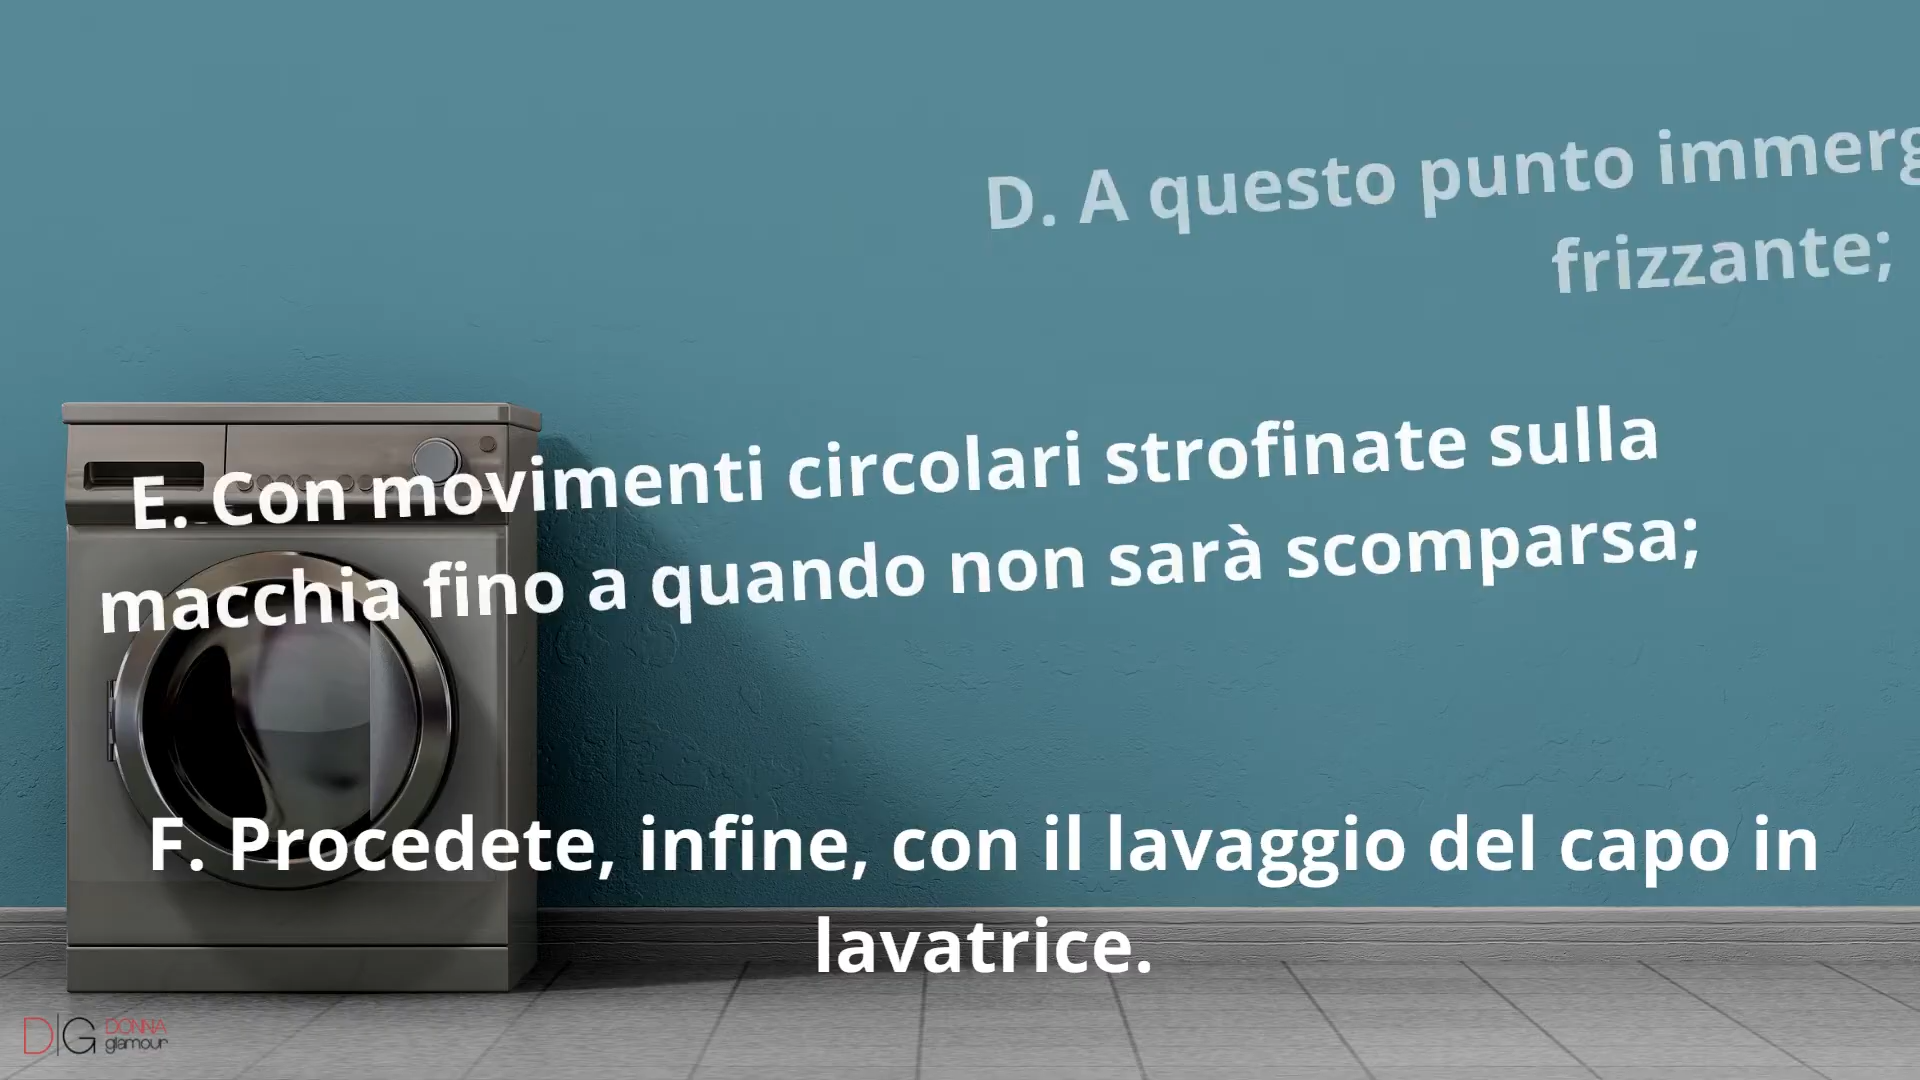 D. A questo punto
frizzante;
E. Con movimenti circolari strofinate sulla
macchia fino a quando non sarà scomparsa;
F. Procedete, infine, con il lavaggio del capo in
lavatrice.
D|G DONNA
glamour